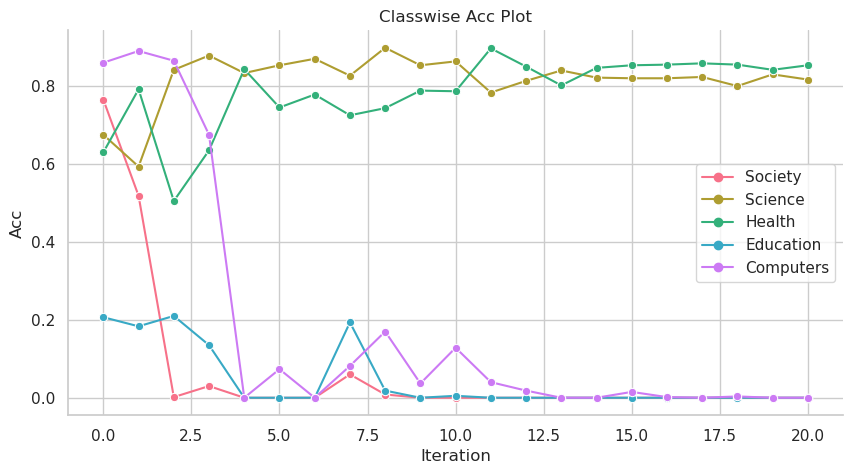 Classwise Acc Plot
Acc
0.8
0.6
0.4
0.2
0.0
Society
Science
Health
Education
Computers
0.0 2.5 5.0 7.5 10.0 12.5 15.0 17.5 20.0
Iteration